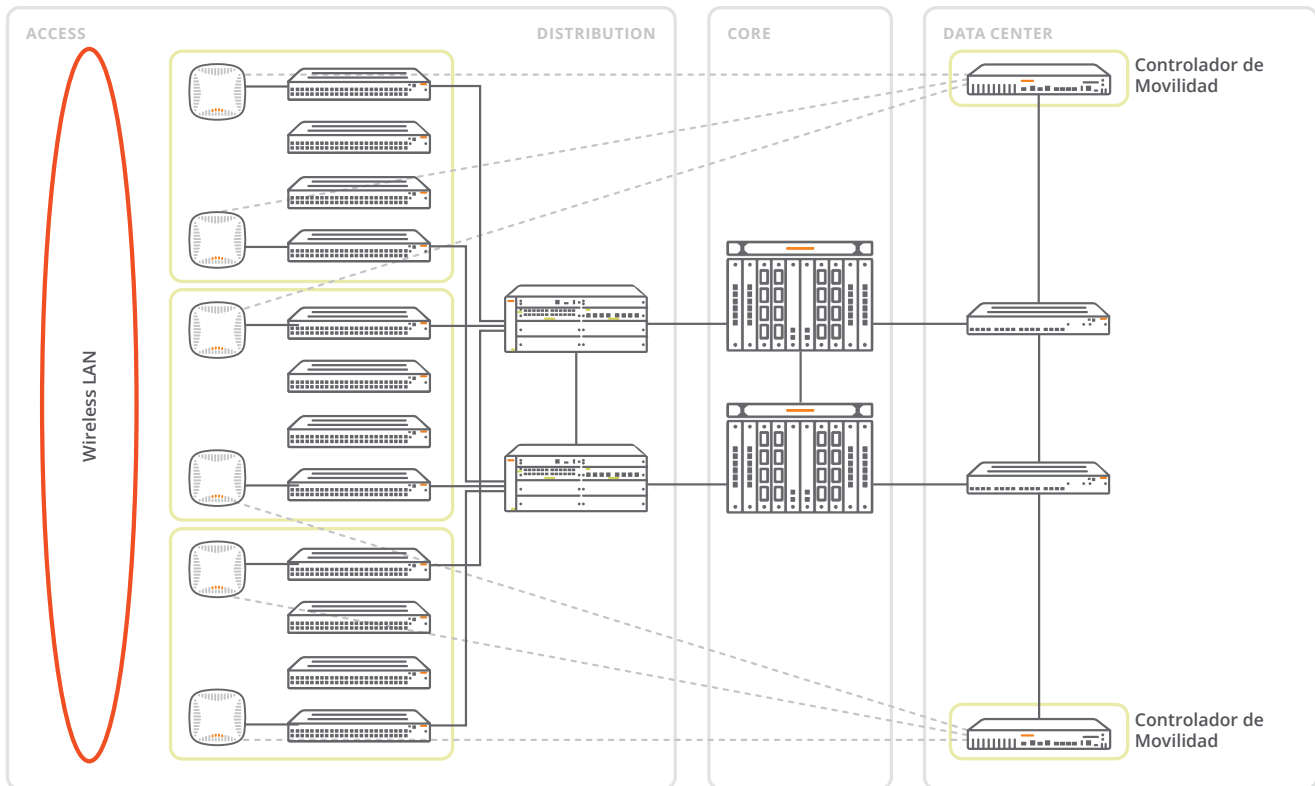 ACCESS
DISTRIBUTION
CORE
DATA CENTER
Controlador de
Movilidad
Wireless LAN
Controlador de
Movilidad